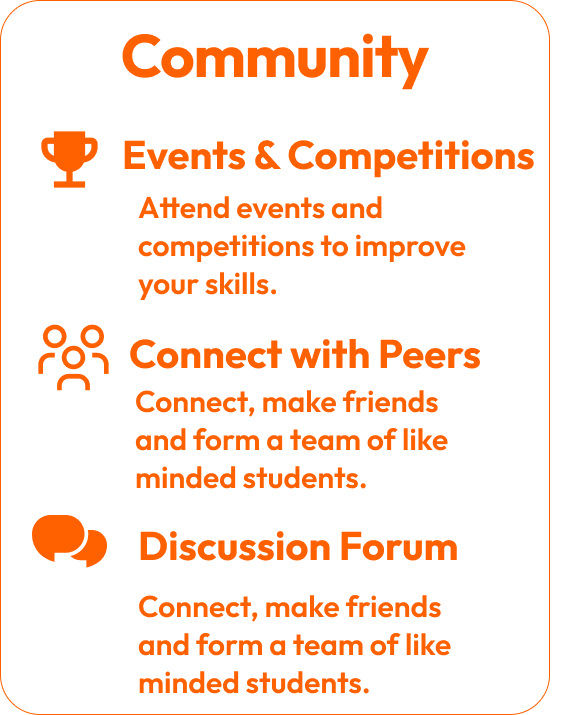 Community
Events & Competitions
Attend events and
competitions to improve
your skills.
Connect with Peers
Connect, make friends
and form a team of like
minded students.
Discussion Forum
Connect, make friends
and form a team of like
minded students.